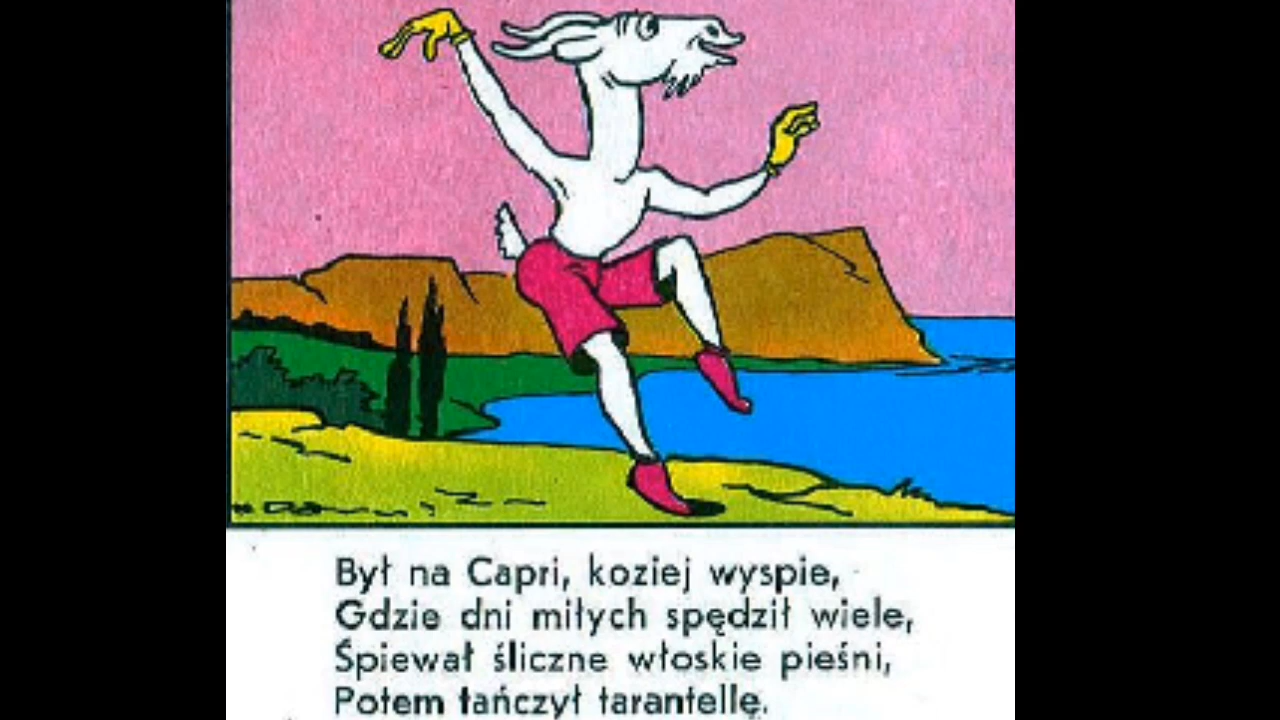 Był na Capri, koziej wyspie,
Gdzie dni miłych spędził wiele,
Śpiewał śliczne włoskie pieśni,
Potem tańczył tarantellę.